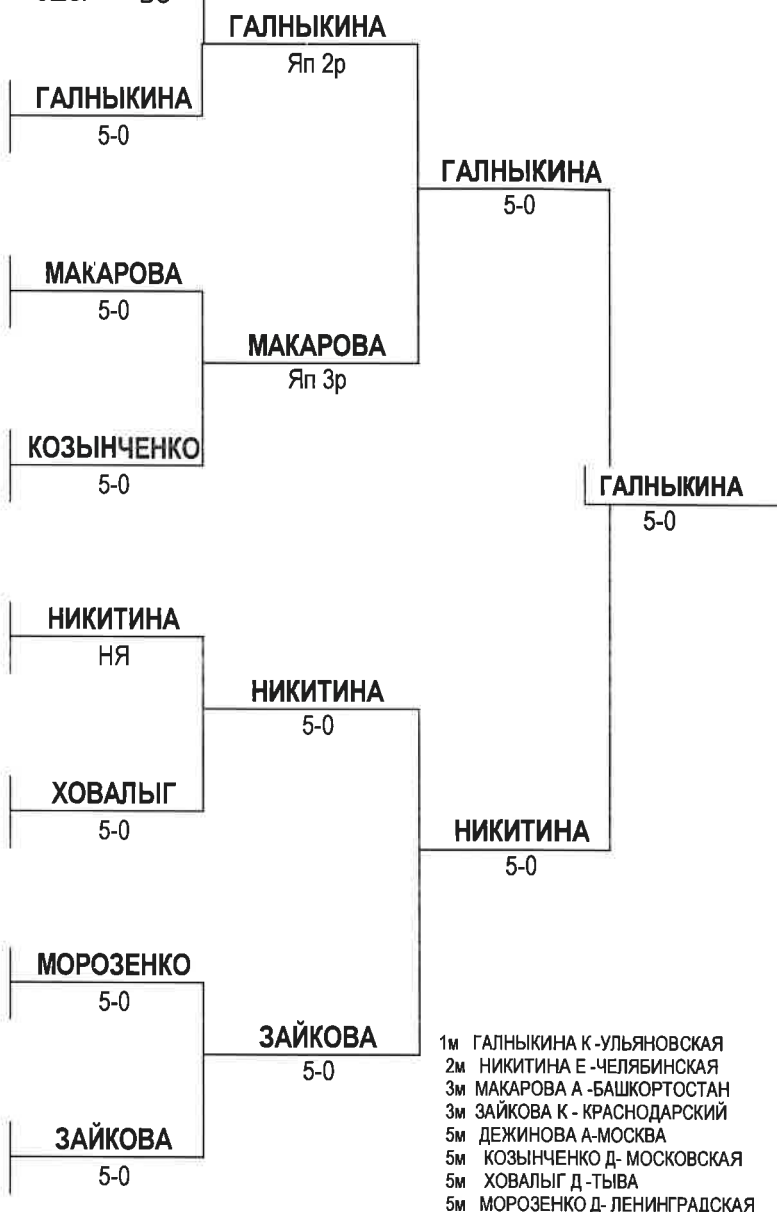 ГАЛНЫКИНА
Яп 2р
ГАЛНЫКИНА
5-0
ГАЛНЫКИНА
5-0
МАКАРОВА
5-0
МАКАРОВА
Яп 3р
КОЗЫНЧЕНКО
5-0
ГАЛНЫКИНА
5-0
НИКИТИНА
НЯ
НИКИТИНА
5-0
ХОВАЛЫГ
5-0
НИКИТИНА
5-0
МОРОЗЕНКО
5-0
ЗАЙКОВА
5-0
ЗАЙКОВА
5-0
1м ГАЛНЫКИНА К -УЛЬЯНОВСКАЯ
2м НИКИТИНА Е -ЧЕЛЯБИНСКАЯ
3м МАКАРОВА А -БАШКОРТОСТАН
3м ЗАЙКОВА К - КРАСНОДАРСКИЙ
5м ДЕЖИНОВА А-МОСКВА
5м КОЗЫНЧЕНКО Д- МОСКОВСКАЯ
5м ХОВАЛЫГ Д -ТЫВА
5м МОРОЗЕНКО Д- ЛЕНИНГРАДСКАЯ